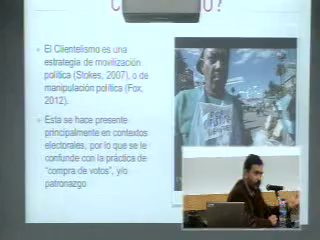 El Clientelismo es una
estrategia de movilización
política (Stokes, 2007), o de
manipulación política (Fox,
2012).
Esta se hace presente
principalmente en contextos
electorales, por lo que se le
confunde con la práctica de
"compra de votos", y/o
patronazgo